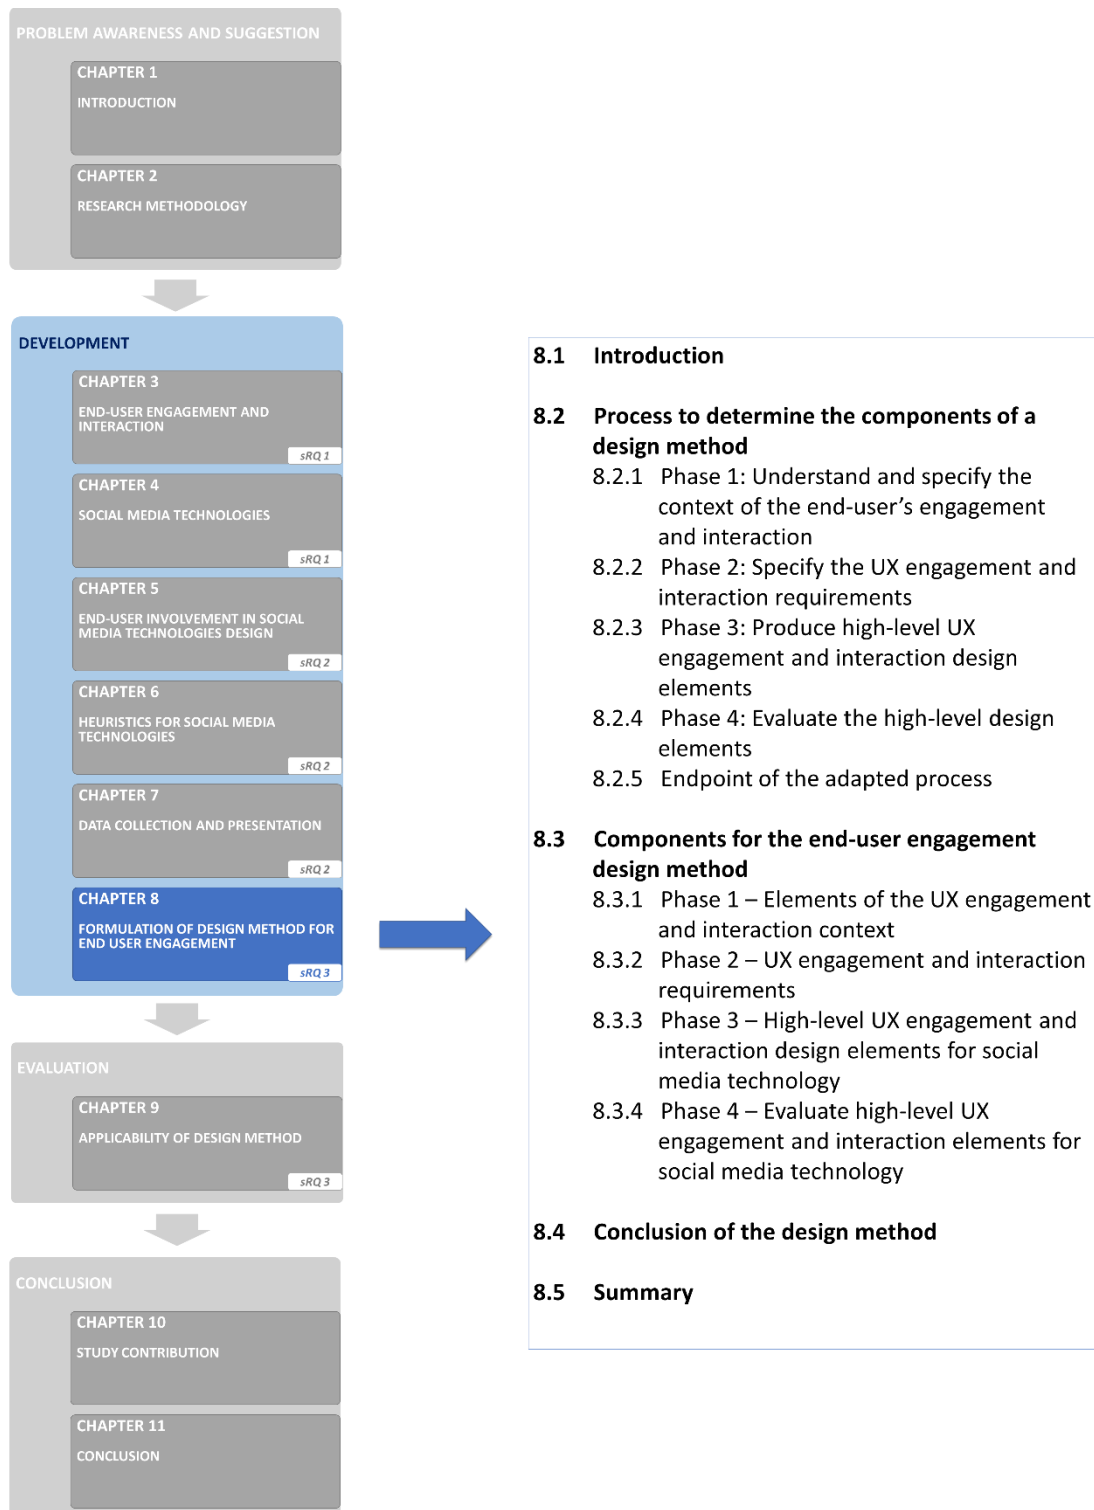 PROBLEM AWARENESS AND SUGGESTION
CHAPTER 1
INTRODUCTION
CHAPTER 2
RESEARCH METHODOLOGY
DEVELOPMENT
CHAPTER 3
END-USER ENGAGEMENT AND
INTERACTION
sRQ 1
CHAPTER 4
SOCIAL MEDIA TECHNOLOGIES
sRQ 1
CHAPTER 5
END-USER INVOLVEMENT IN SOCIAL
MEDIA TECHNOLOGIES DESIGN
sRQ 2
CHAPTER 6
HEURISTICS FOR SOCIAL MEDIA
TECHNOLOGIES
sRQ 2
CHAPTER 7
DATA COLLECTION AND PRESENTATION
sRQ 2
CHAPTER 8
FORMULATION OF DESIGN METHOD FOR
END USER ENGAGEMENT
sRQ 3
EVALUATION
CHAPTER 9
APPLICABILITY OF DESIGN METHOD
sRQ 3
CONCLUSION
CHAPTER 10
STUDY CONTRIBUTION
CHAPTER 11
CONCLUSION
8.1 Introduction
8.2 Process to determine the components of a
design method
8.2.1 Phase 1: Understand and specify the
context of the end-user’s engagement
and interaction
8.2.2 Phase 2: Specify the UX engagement and
interaction requirements
8.2.3 Phase 3: Produce high-level UX
engagement and interaction design
elements
8.2.4 Phase 4: Evaluate the high-level design
elements
8.2.5 Endpoint of the adapted process
8.3 Components for the end-user engagement
design method
8.3.1 Phase 1 – Elements of the UX engagement
and interaction context
8.3.2 Phase 2 – UX engagement and interaction
requirements
8.3.3 Phase 3 – High-level UX engagement and
interaction design elements for social
media technology
8.3.4 Phase 4 – Evaluate high-level UX
engagement and interaction elements for
social media technology
8.4 Conclusion of the design method
8.5 Summary